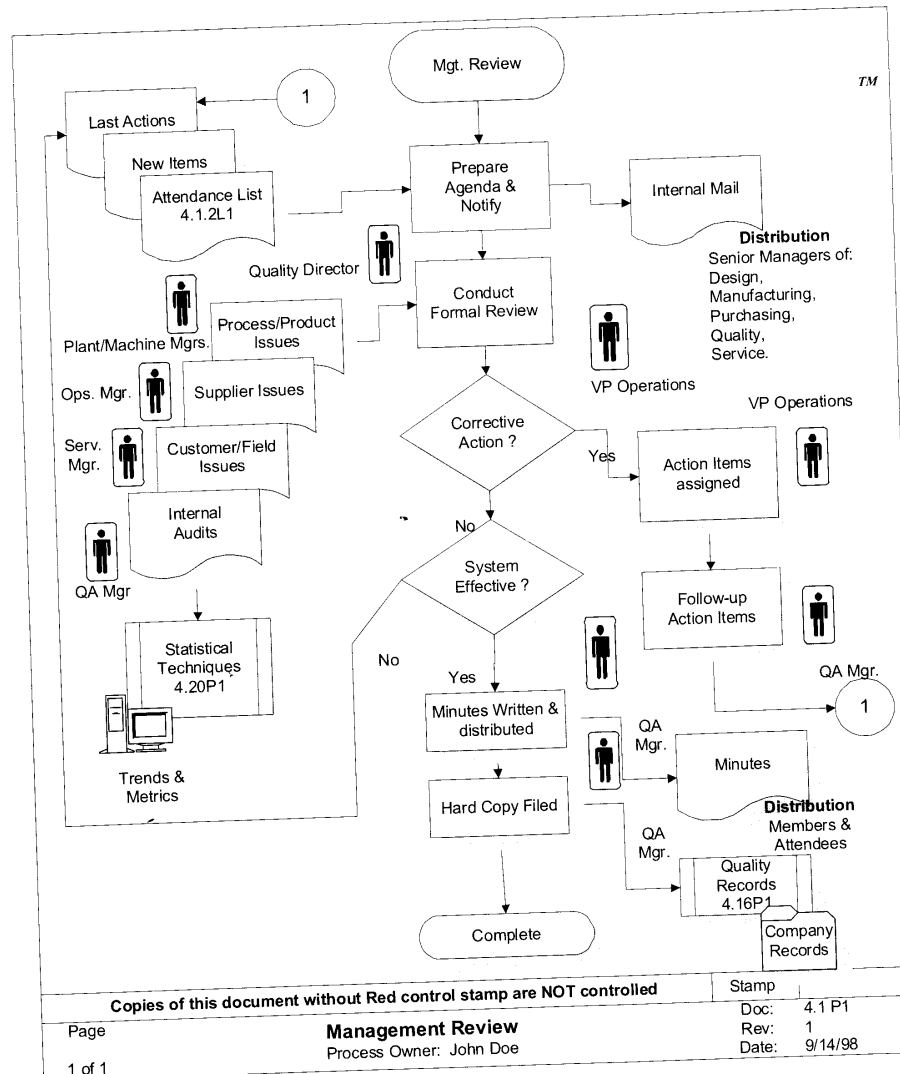 Mgt. Review
TM
1
Last Actions
New Items
Attendance List
4.1.2L1
Prepare
Agenda &
Notify
Internal Mail
Distribution
Senior Managers of:
Design,
Manufacturing,
Purchasing,
Quality,
Service.
Quality Director
Conduct
Formal Review
Process/Product
Issues
Plant/Machine Mgrs.
VP Operations
Ops. Mgr.
Supplier Issues
VP Operations
Corrective
Action ?
Yes
Action Items
assigned
Serv.
Mgr.
Customer/Field
Issues
Internal
Audits
No
QA Mgr
System
Effective ?
Follow-up
Action Items
Statistical
Techniques
4.20P1
No
Yes
QA Mgr.
1
Minutes Written &
distributed
QA
Mgr.
Minutes
Trends &
Metrics
Hard Copy Filed
Distribution
Members &
Attendees
QA
Mgr.
Quality
Records
4.16P1
Company
Records
Complete
Copies of this document without Red control stamp are NOT controlled
Stamp
Page
1 of 1
Management Review
Process Owner: John Doe
Doc: 4.1 P1
Rev: 1
Date: 9/14/98